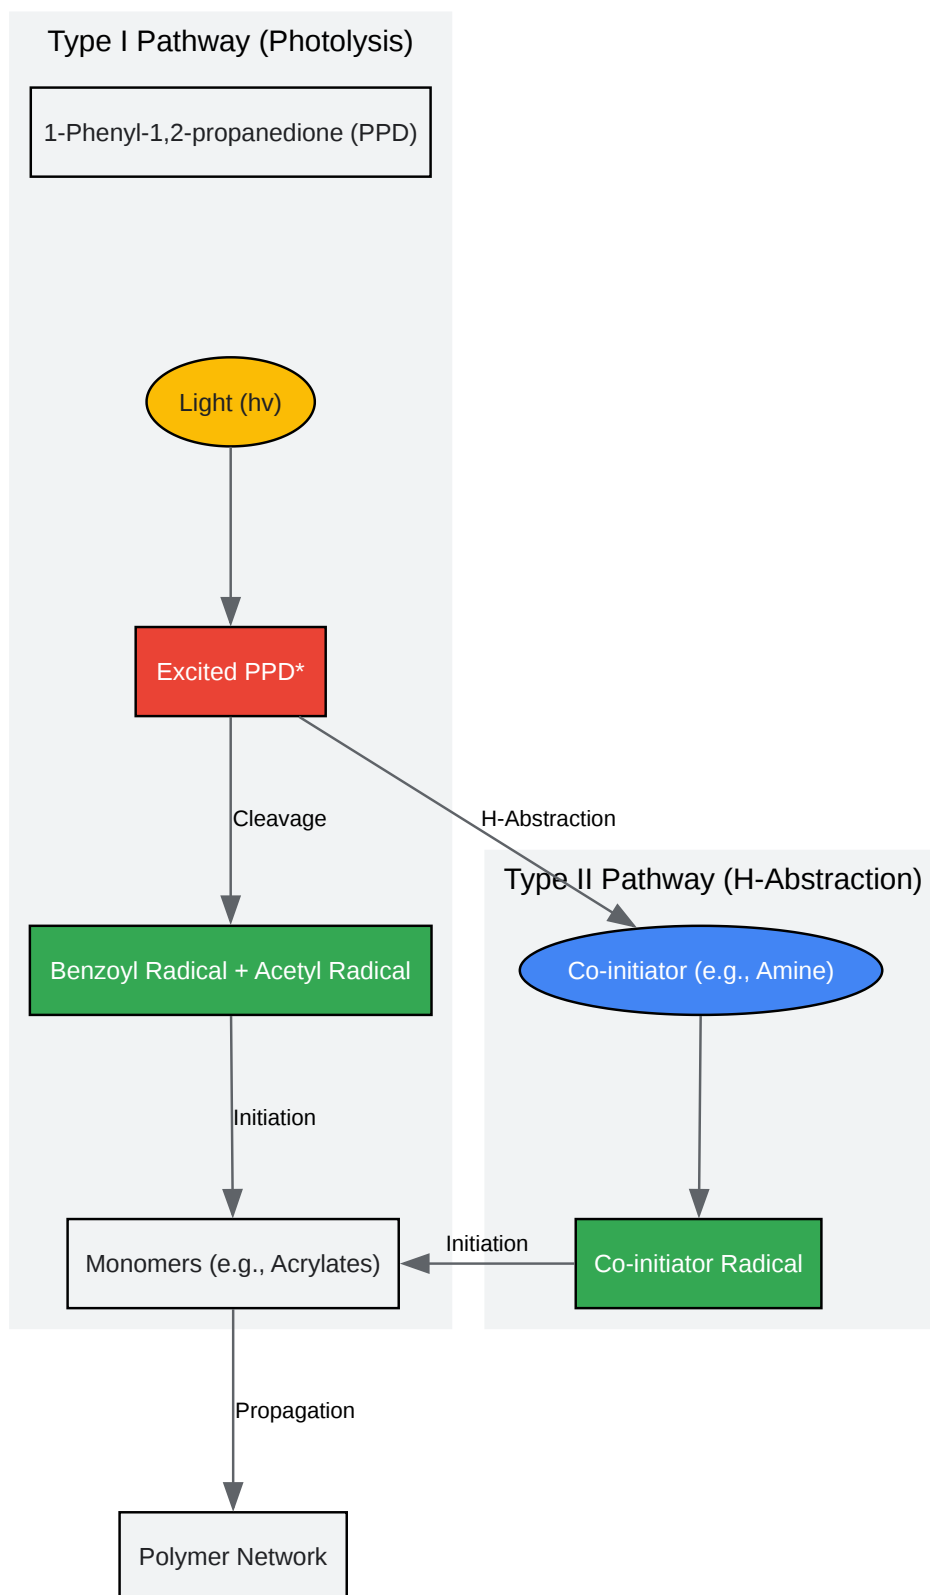 Type I Pathway (Photolysis)
1-Phenyl-1,2-propanedione (PPD)
Light (hv)
Excited PPD*
Cleavage
H-Abstraction
Type II Pathway (H-Abstraction)
Benzoyl Radical + Acetyl Radical
Co-initiator (e.g., Amine)
Initiation
Monomers (e.g., Acrylates)
Initiation
Co-initiator Radical
Propagation
Polymer Network